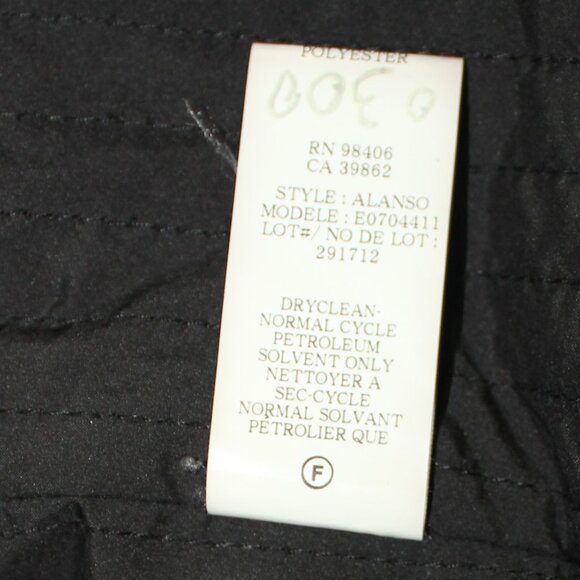 POLYESTER
RN 98406
CA 39862
STYLE : ALANSO
MODELE : E0704411
LOT#/ NO DE LOT :
291712
DRYCLEAN-
NORMAL CYCLE
PETROLEUM
SOLVENT ONLY
NETTOYER A
SEC-CYCLE
NORMAL SOLVANT
PETROLIER QUE
F